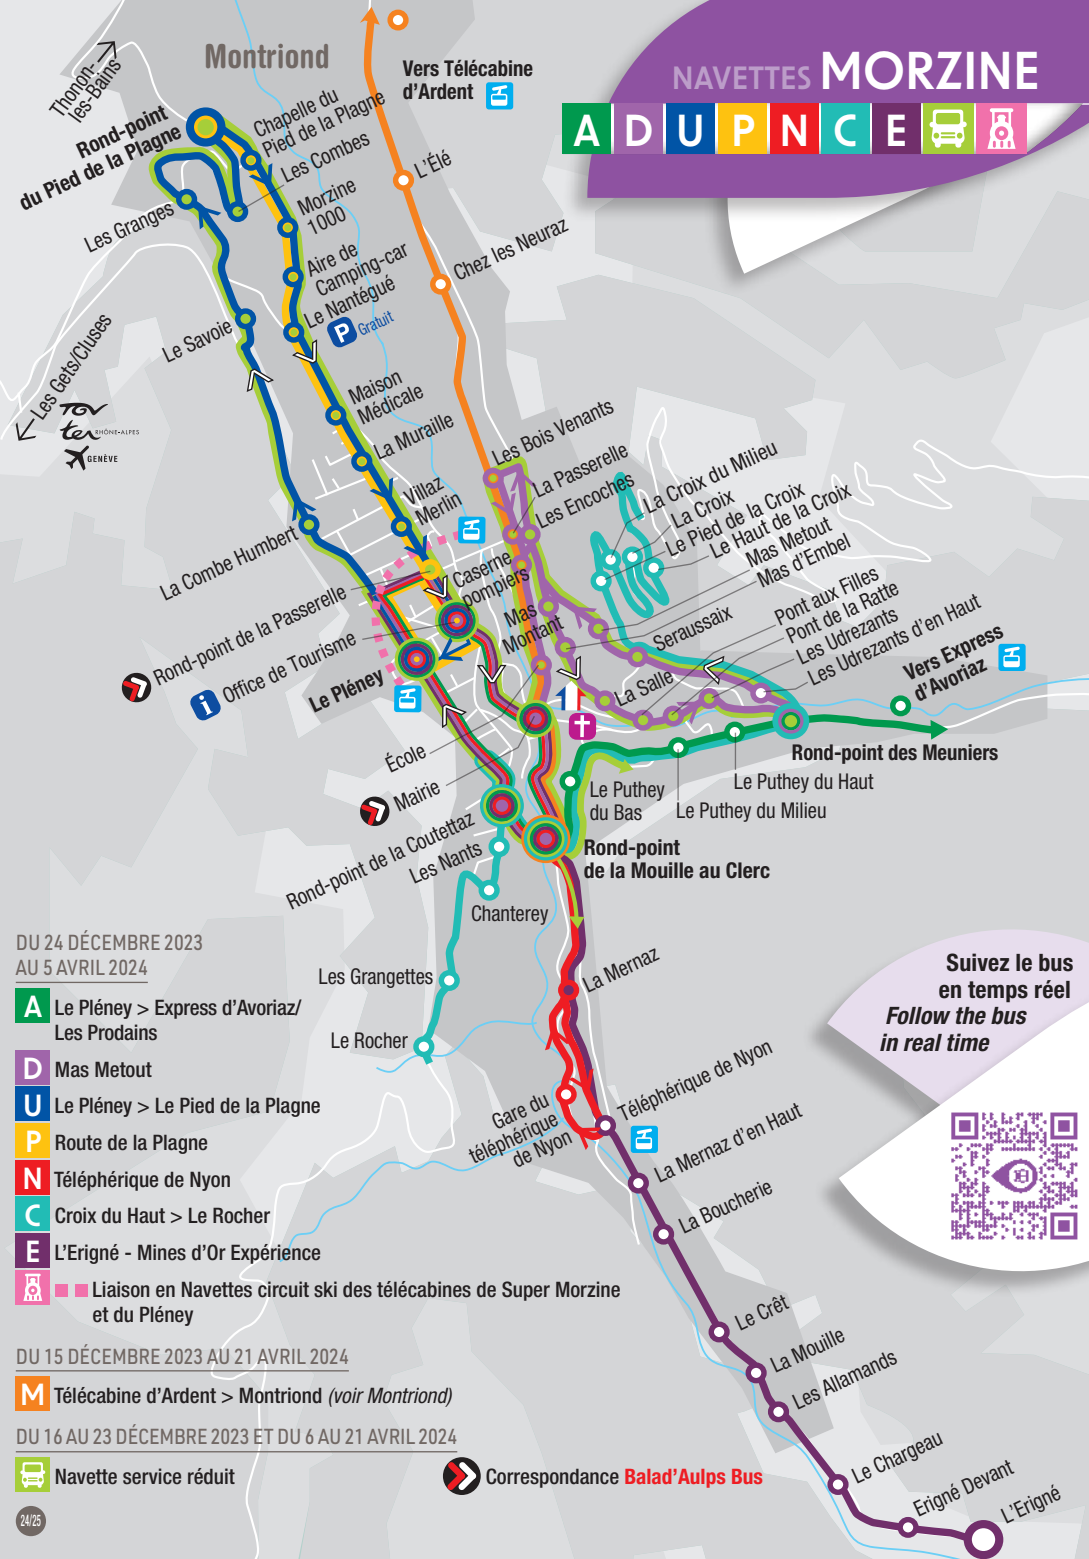 NAVETTES MORZINE
A D U P N C E
Montriond
Thonon-
les-Bains
Vers Télécabine
d'Ardent
Rond-point
du Pied de la Plagne
Chapelle du
Pied de la Plagne
Les Combes
L'Élé
Les Granges
Morzine
1000
Aire de
Camping-car
Chez les Neuraz
Le Nantégué
P Gratuit
Le Savoie
Les Gets/Cluses
TGV
ter RHÔNE-ALPES
GENÈVE
Maison
Médicale
La Muraille
Villaz
Merlin
Les Bois Venants
La Passerelle
Les Encoches
La Croix du Milieu
La Croix
Le Pied de la Croix
Le Haut de la Croix
Mas Metout
Mas d'Embel
La Combe Humbert
Caserne
pompiers
Rond-point de la Passerelle
Mas
Montant
Pont aux Filles
Pont de la Ratte
Les Udrezants
Les Udrezants d'en Haut
Seraussaix
i Office de Tourisme
Le Pléney
La Salle
Vers Express
d'Avoriaz
École
Mairie
Rond-point des Meuniers
Le Puthey du Haut
Le Puthey
du Bas
Le Puthey du Milieu
Rond-point de la Coutettaz
Les Nants
Rond-point
de la Mouille au Clerc
Chanterey
Les Grangettes
La Mernaz
Le Rocher
Gare du
téléphérique
de Nyon
Téléphérique de Nyon
La Mernaz d'en Haut
La Boucherie
Le Crêt
La Mouille
Les Allamands
Le Chargeau
Erigné Devant
L'Erigné
Suivez le bus
en temps réel
Follow the bus
in real time
DU 24 DÉCEMBRE 2023
AU 5 AVRIL 2024
A Le Pléney > Express d'Avoriaz/
Les Prodains
D Mas Metout
U Le Pléney > Le Pied de la Plagne
P Route de la Plagne
N Téléphérique de Nyon
C Croix du Haut > Le Rocher
E L'Erigné - Mines d'Or Expérience
Liaison en Navettes circuit ski des télécabines de Super Morzine
et du Pléney
DU 15 DÉCEMBRE 2023 AU 21 AVRIL 2024
M Télécabine d'Ardent > Montriond (voir Montriond)
DU 16 AU 23 DÉCEMBRE 2023 ET DU 6 AU 21 AVRIL 2024
Navette service réduit
Correspondance Balad'Aulps Bus
24/25